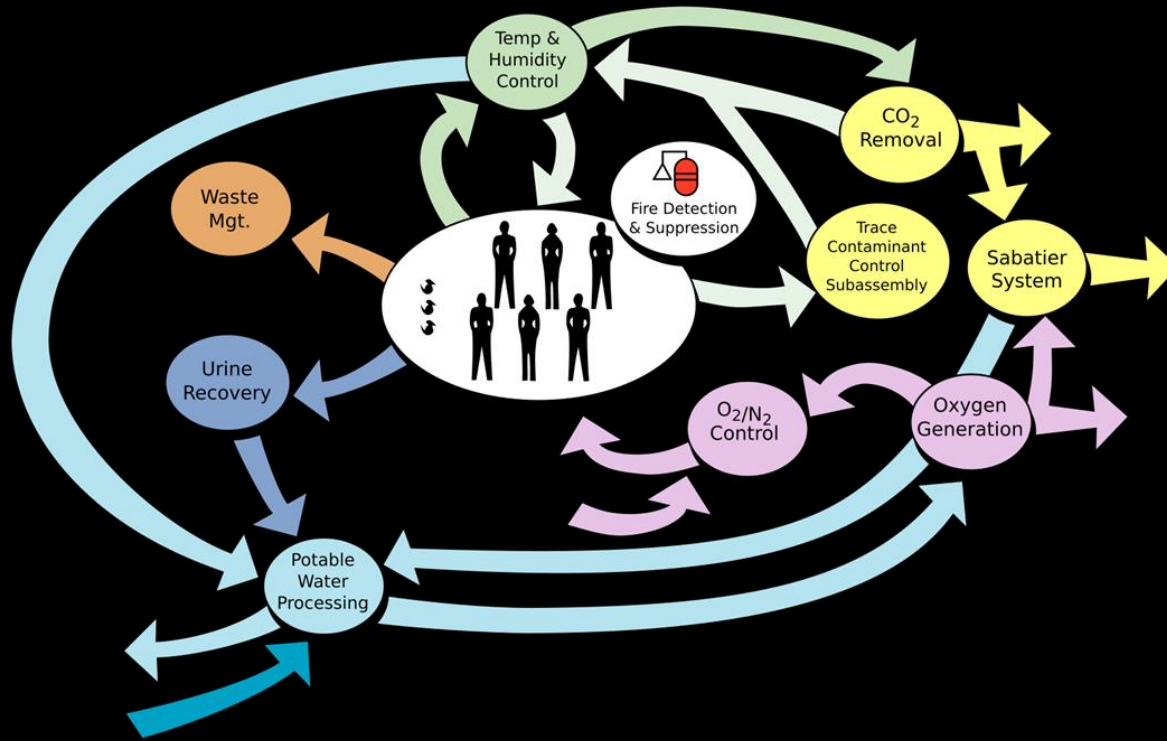 Temp &
Humidity
Control
CO₂
Removal
Waste
Mgt.
Fire Detection
& Suppression
Trace
Contaminant
Control
Subassembly
Sabatier
System
Urine
Recovery
O₂/N₂
Control
Oxygen
Generation
Potable
Water
Processing